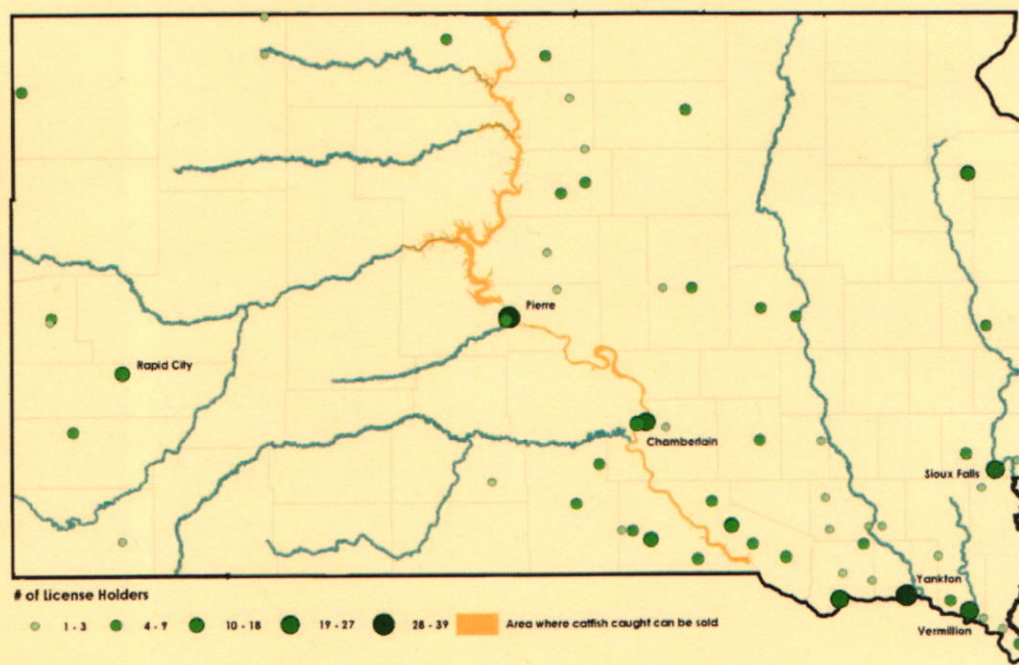 Pierre
Rapid City
Chamberlain
Sioux Falls
Yankton
Vermillion
# of License Holders
1 - 3
4 - 9
10 - 18
19 - 27
28 - 39
Area where catfish caught can be sold